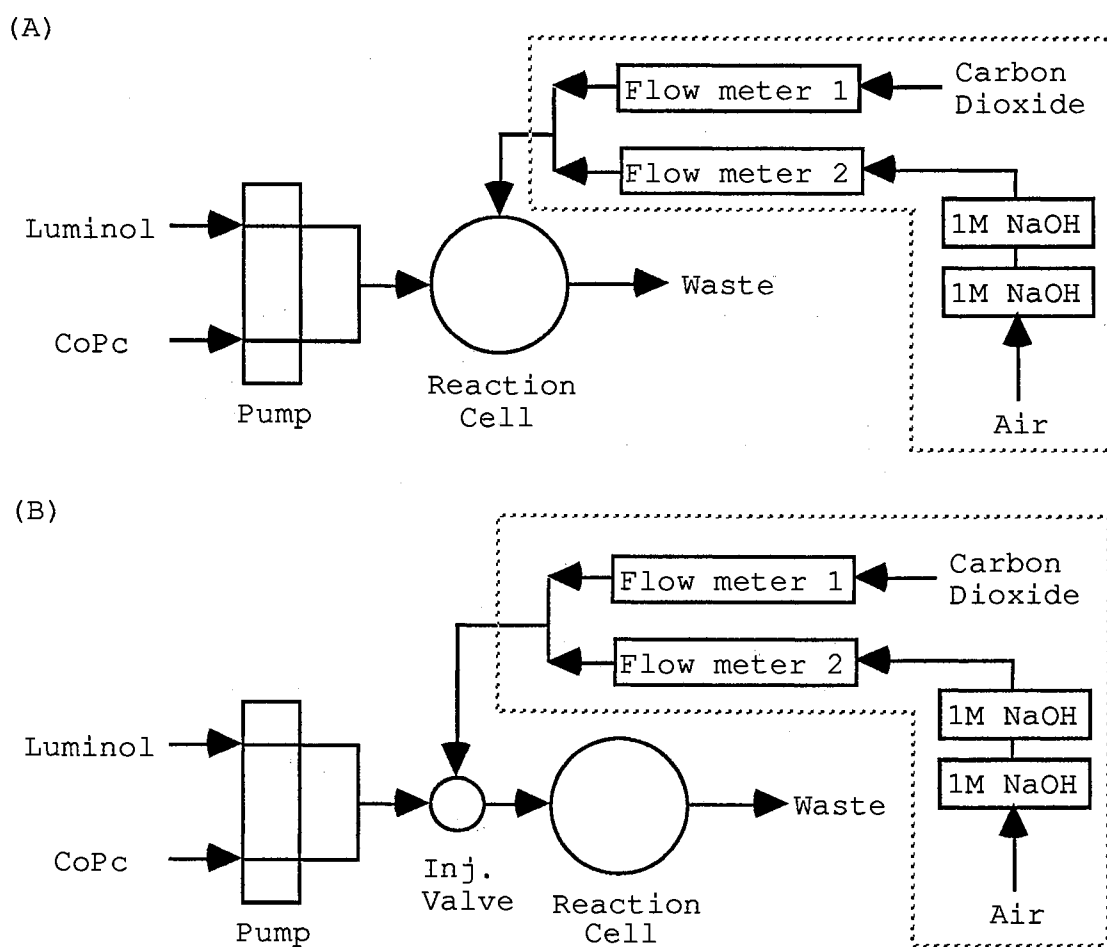 (A)
Flow meter 1
Carbon
Dioxide
Flow meter 2
Luminol
1M NaOH
1M NaOH
Waste
CoPc
Reaction
Cell
Pump
Air
(B)
Flow meter 1
Carbon
Dioxide
Flow meter 2
1M NaOH
Luminol
1M NaOH
Waste
CoPc
Inj.
Valve
Reaction
Cell
Pump
Air